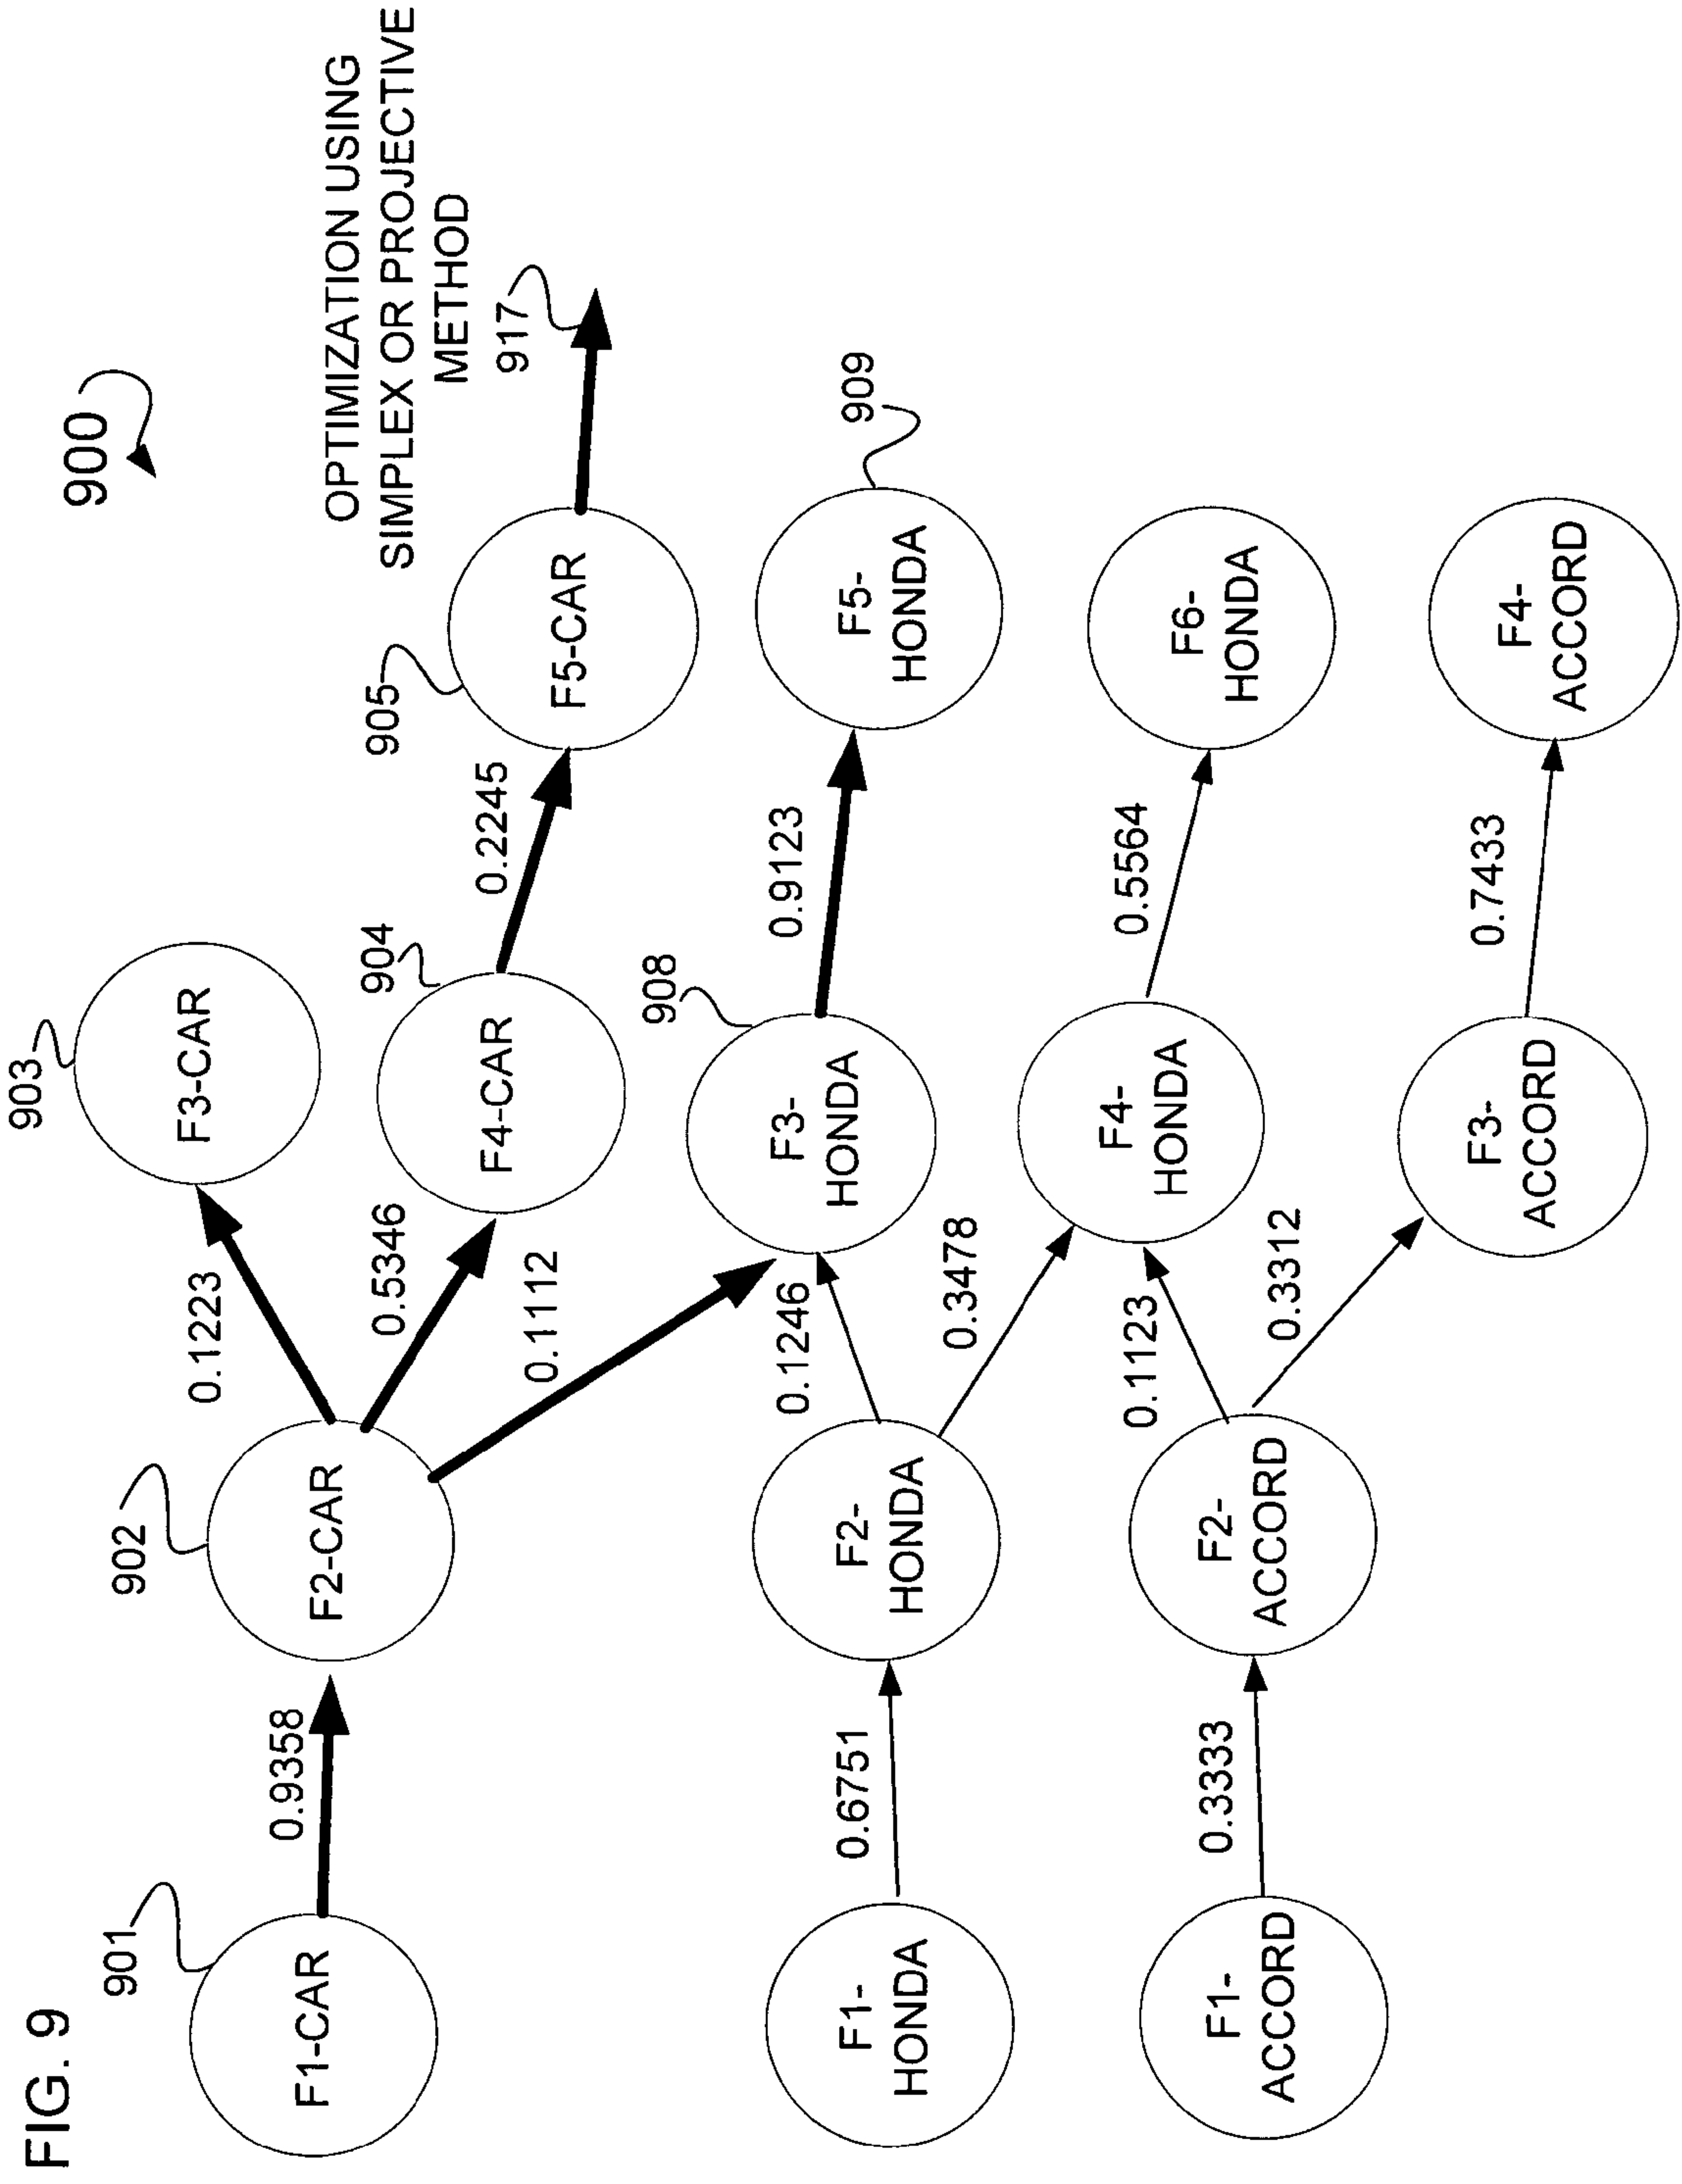 FIG. 9
900
OPTIMIZATION USING
SIMPLEX OR PROJECTIVE
METHOD
917
901
F1-CAR
0.9358
902
F2-CAR
0.1223
903
F3-CAR
0.5346
904
F4-CAR
0.2245
905
F5-CAR
0.1112
908
F3-
HONDA
0.9123
909
F5-
HONDA
F1-
HONDA
0.6751
F2-
HONDA
0.1246
0.3478
F4-
HONDA
0.5564
F6-
HONDA
F1-
ACCORD
0.3333
F2-
ACCORD
0.1123
0.3312
F3-
ACCORD
0.7433
F4-
ACCORD